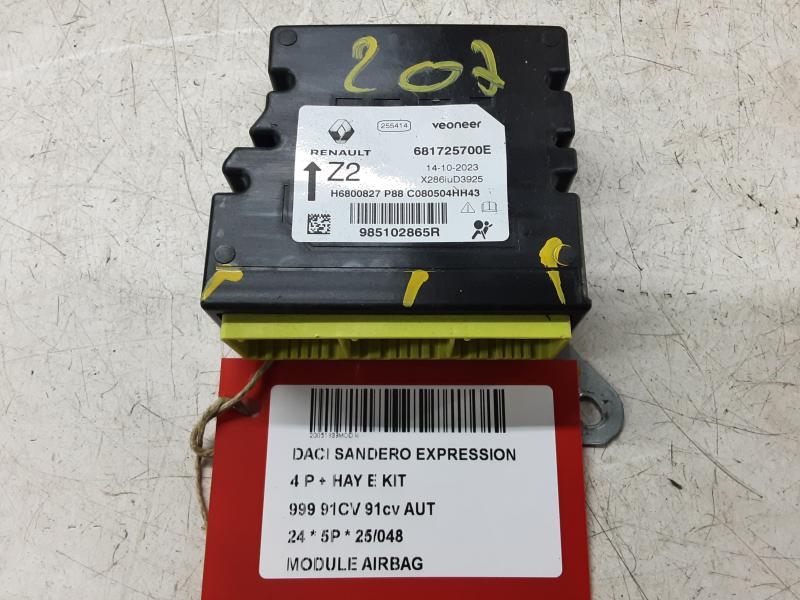 207
RENAULT
255414
veoneer
681725700E
Z2
14-10-2023
X286iuD3925
H6800827 P88 C080504HH43
985102865R
DACI SANDERO EXPRESSION
4 P + HAY E KIT
999 91CV 91cv AUT
24 * 5P * 25/048
MODULE AIRBAG